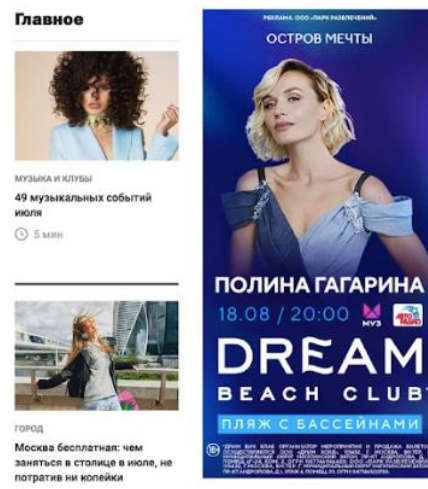 Главное
МУЗЫКА И КЛУБЫ
49 музыкальных событий
июля
5 мин
ГОРОД
Москва бесплатная: чем
заняться в столице в июле, не
потратив ни копейки
РЕКЛАМА. ООО «ПАРК РАЗВЛЕЧЕНИЙ»
ОСТРОВ МЕЧТЫ
ПОЛИНА ГАГАРИНА
18.08 / 20:00
МУЗ
АВТО
РАДИО
DREAM
BEACH CLUB
ПЛЯЖ С БАССЕЙНАМИ
16+